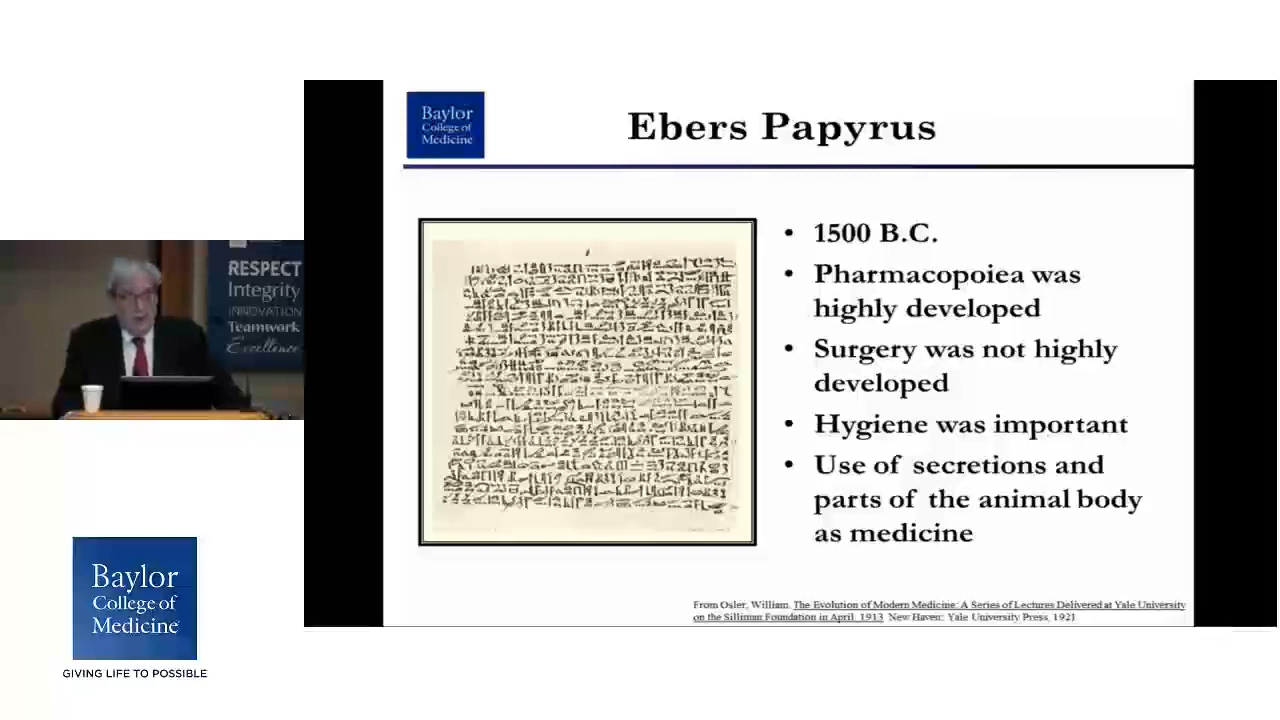 Baylor
College of
Medicine
Ebers Papyrus
• 1500 B.C.
• Pharmacopoiea was
highly developed
• Surgery was not highly
developed
• Hygiene was important
• Use of secretions and
parts of the animal body
as medicine
From Osler, William. The Evolution of Modern Medicine: A Series of Lectures Delivered at Yale University
on the Silliman Foundation in April, 1913 New Haven: Yale University Press, 1921
RESPECT
Integrity
INNOVATION
Teamwork
Excellence
Baylor
College of
Medicine
GIVING LIFE TO POSSIBLE